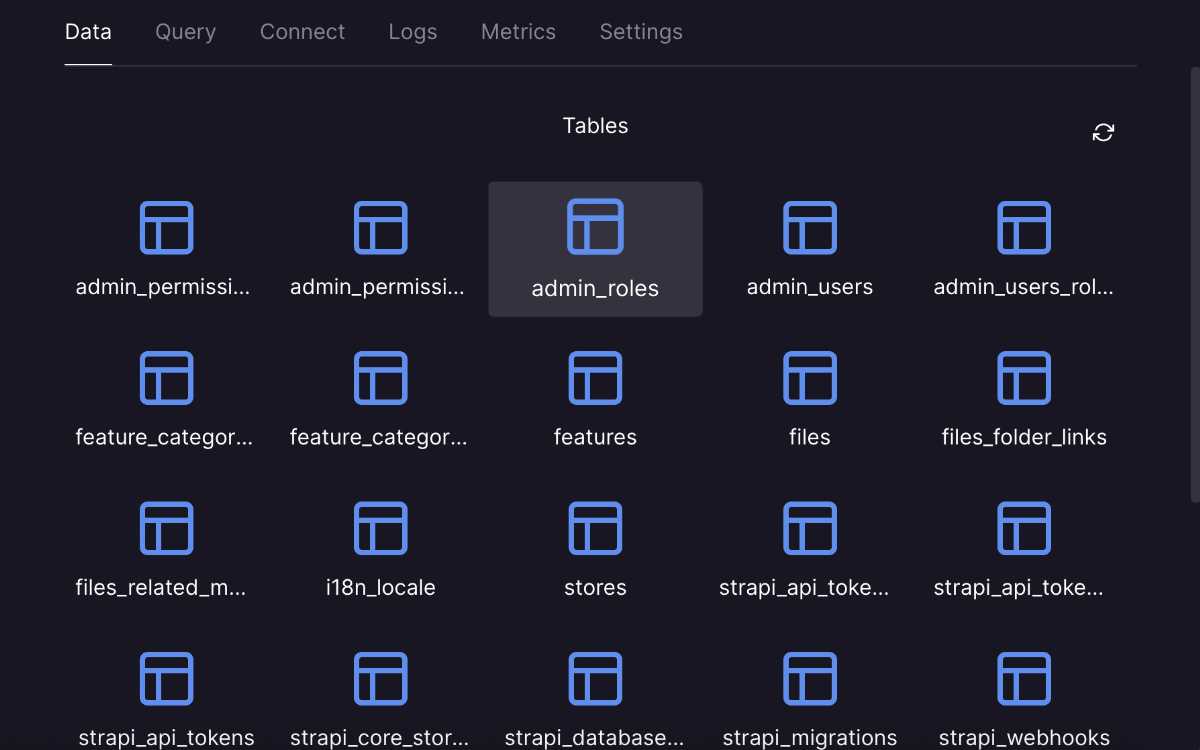 Data Query Connect Logs Metrics Settings
Tables
admin_permissi... admin_permissi... admin_roles admin_users admin_users_rol...
feature_categor... feature_categor... features files files_folder_links
files_related_m... i18n_locale stores strapi_api_toke... strapi_api_toke...
strapi_api_tokens strapi_core_stor... strapi_database... strapi_migrations strapi_webhooks